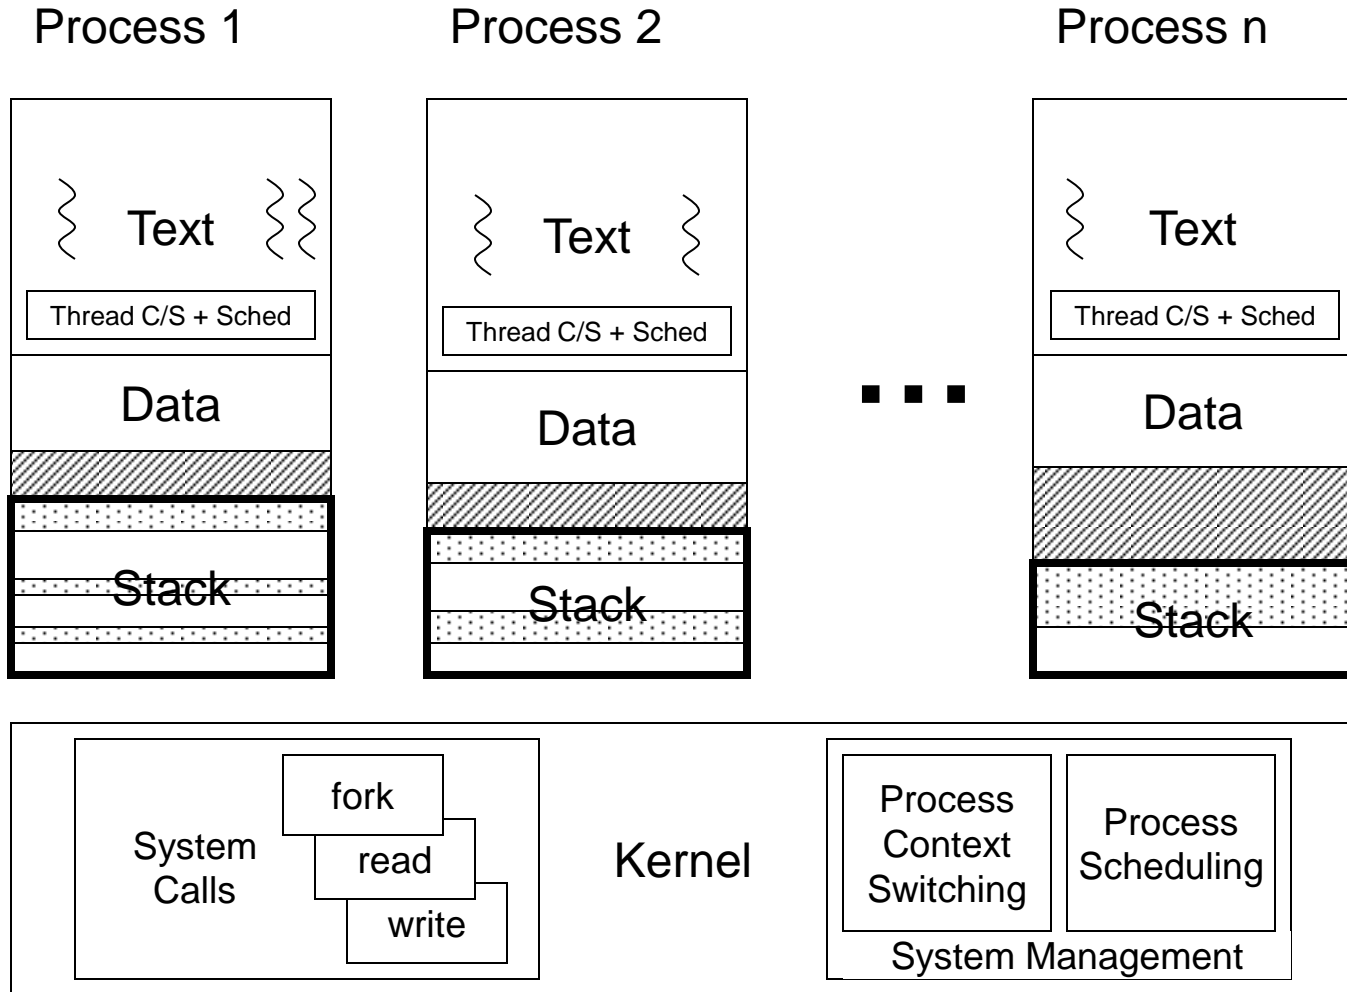 Process 1
Process 2
Process n
Text
Text
Text
Thread C/S + Sched
Thread C/S + Sched
Thread C/S + Sched
Data
Data
Data
...
Stack
Stack
Stack
System
Calls
fork
read
write
Kernel
Process
Context
Switching
Process
Scheduling
System Management